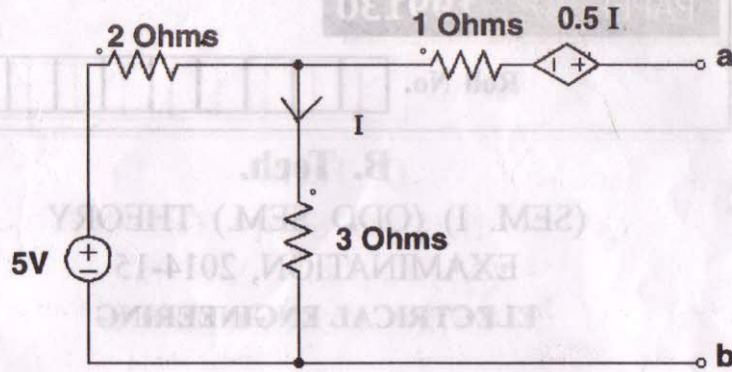 2 Ohms
1 Ohms
0.5 I
a
Roll No.
I
B. Tech.
(SEM. I) (ODD SEM.) THEORY
3 Ohms
EXAMINATION, 2014-15
5V
ELECTRICAL ENGINEERING
b